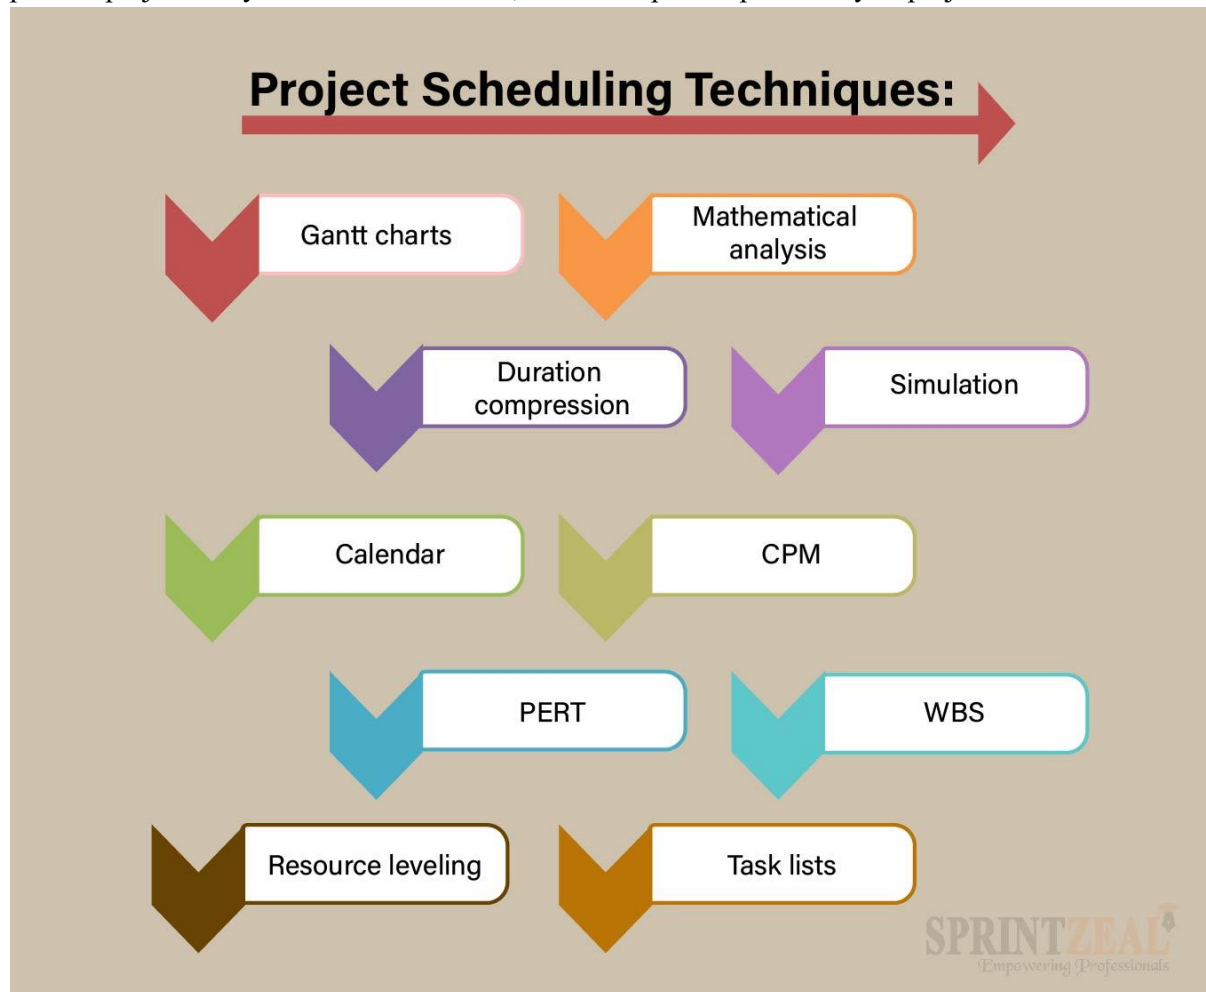 Project Scheduling Techniques:
Gantt charts
Mathematical
analysis
Duration
compression
Simulation
Calendar
CPM
PERT
WBS
Resource leveling
Task lists
SPRINTZEAL
Empowering Professionals